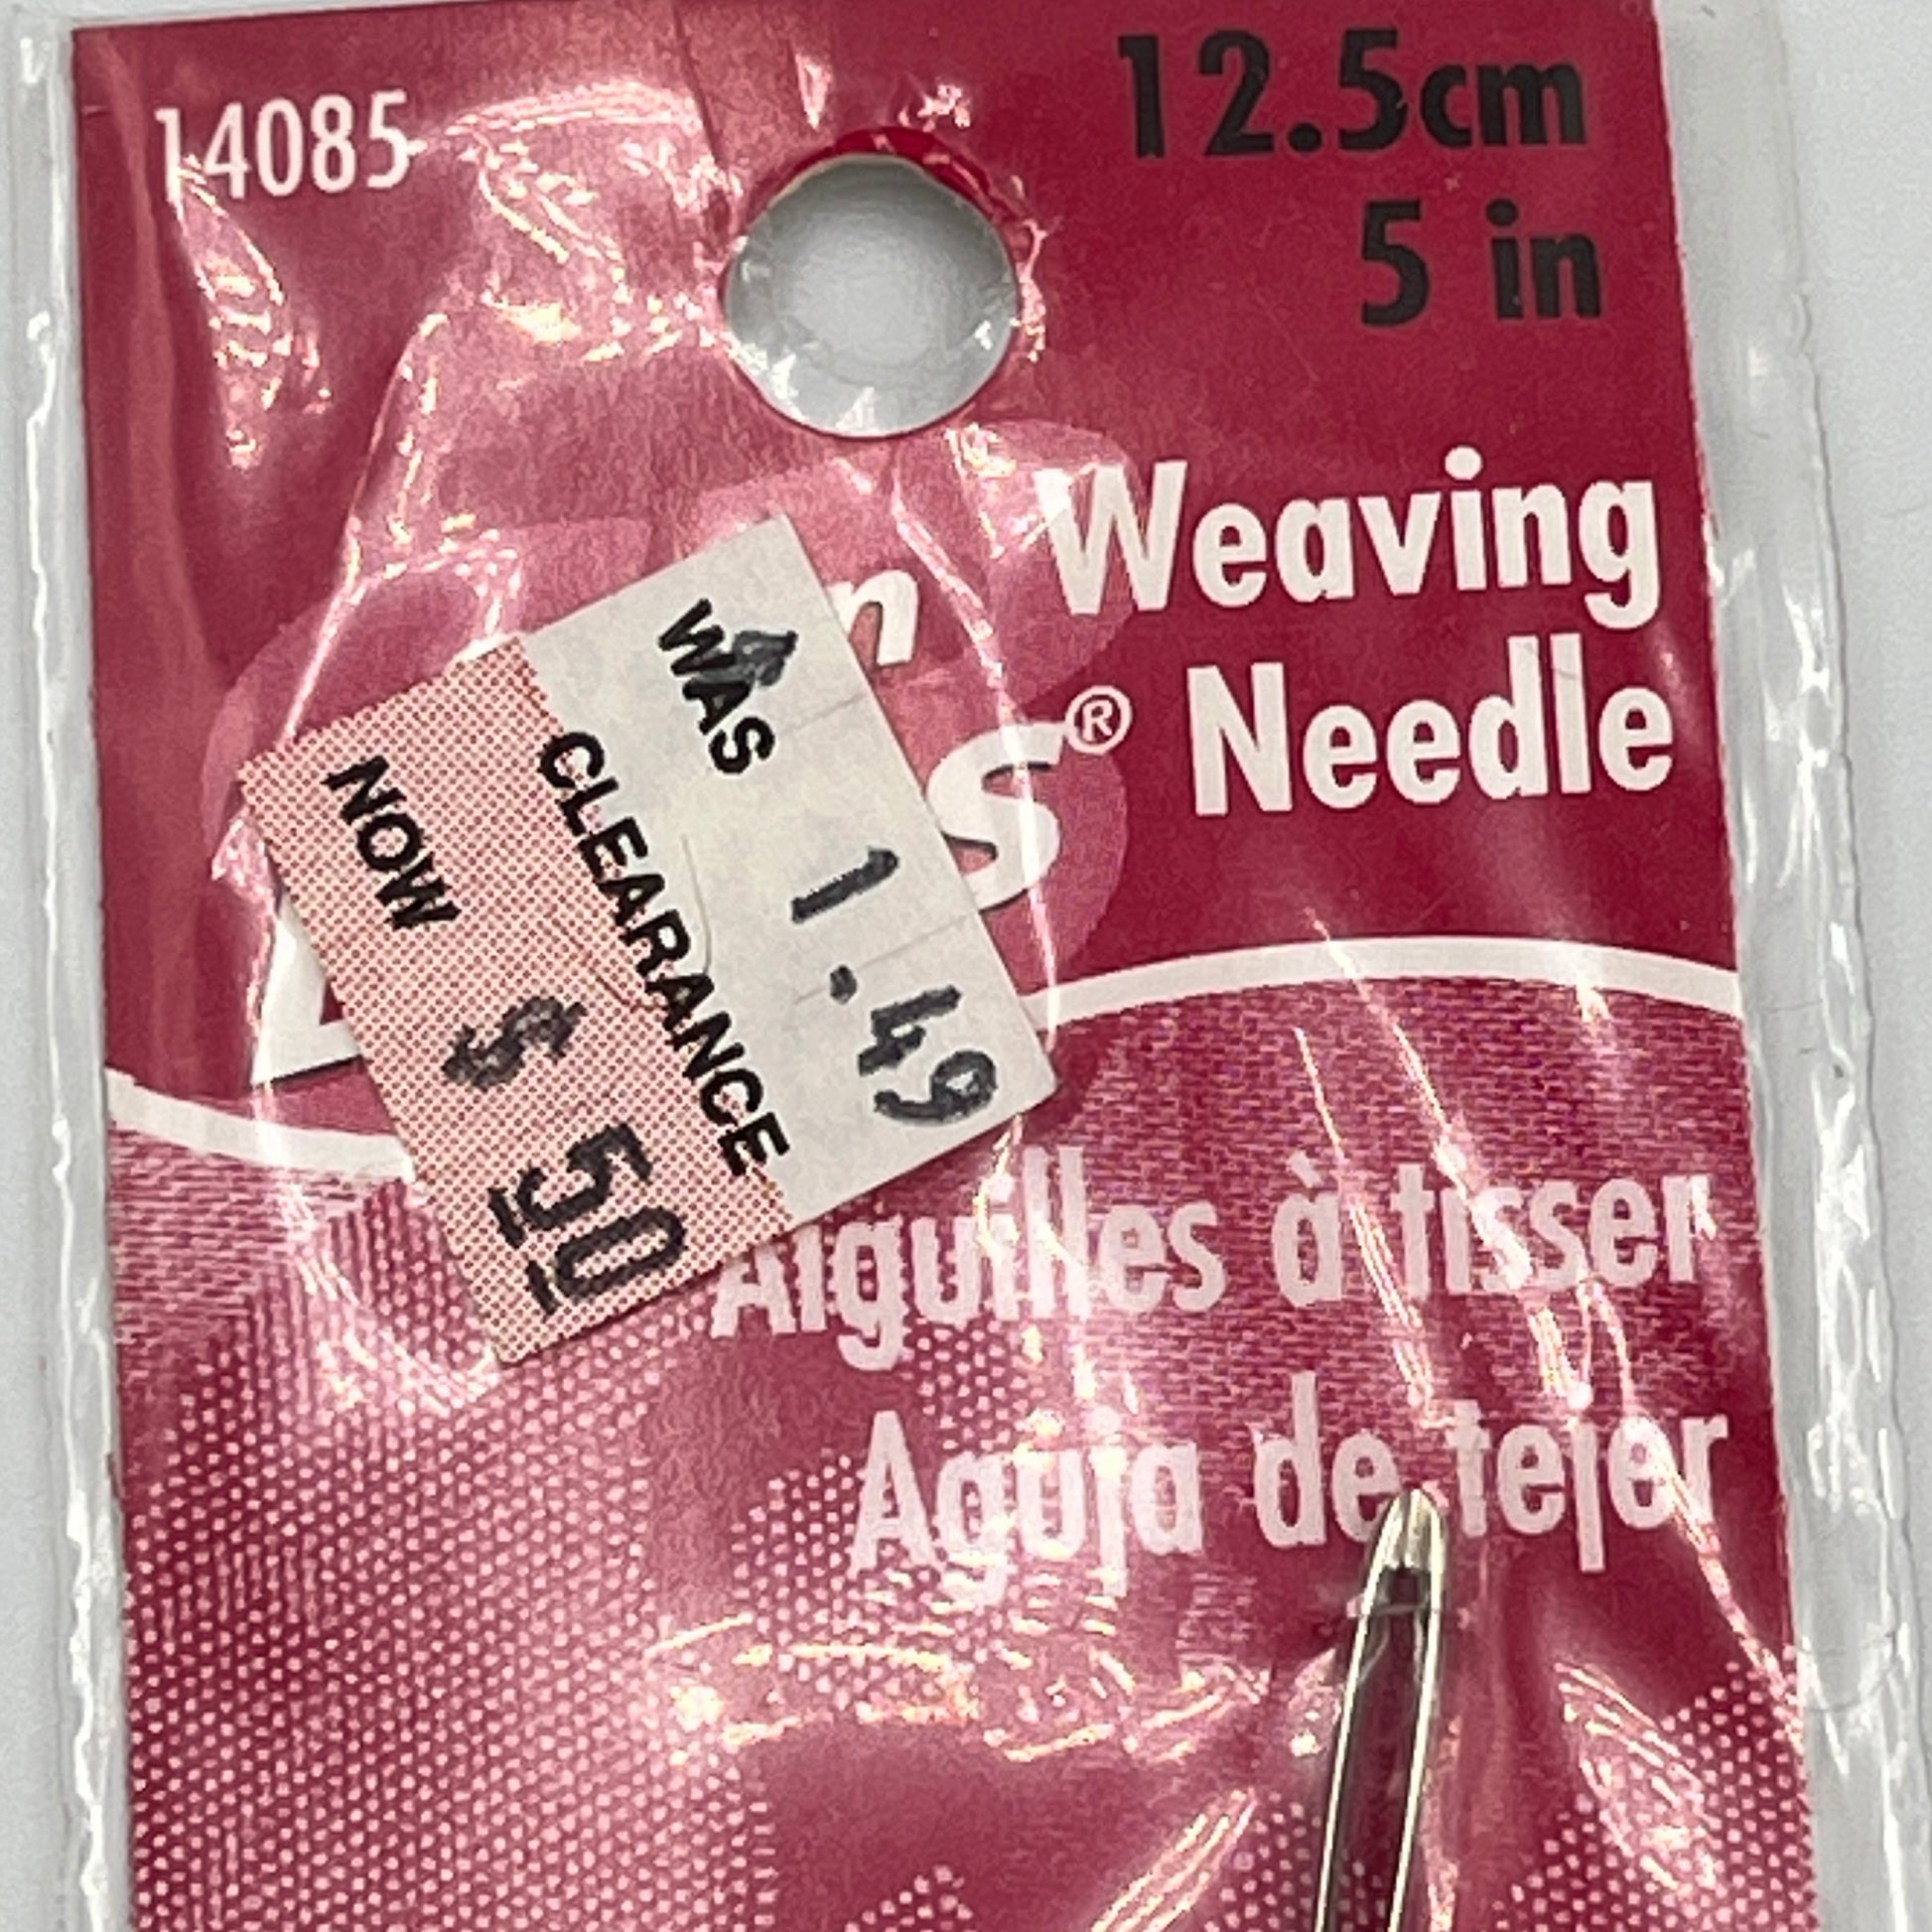 14085
12.5cm
5 in
Weaving
® Needle
WAS 1.49
CLEARANCE
NOW $ 50
Aiguilles à tisser
Aguja de tejer